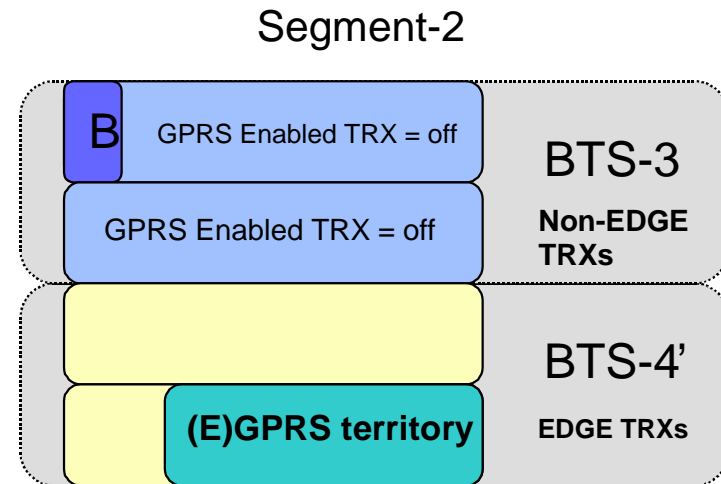 Segment-2
B
GPRS Enabled TRX = off
BTS-3
GPRS Enabled TRX = off
Non-EDGE
TRXs
BTS-4’
(E)GPRS territory
EDGE TRXs